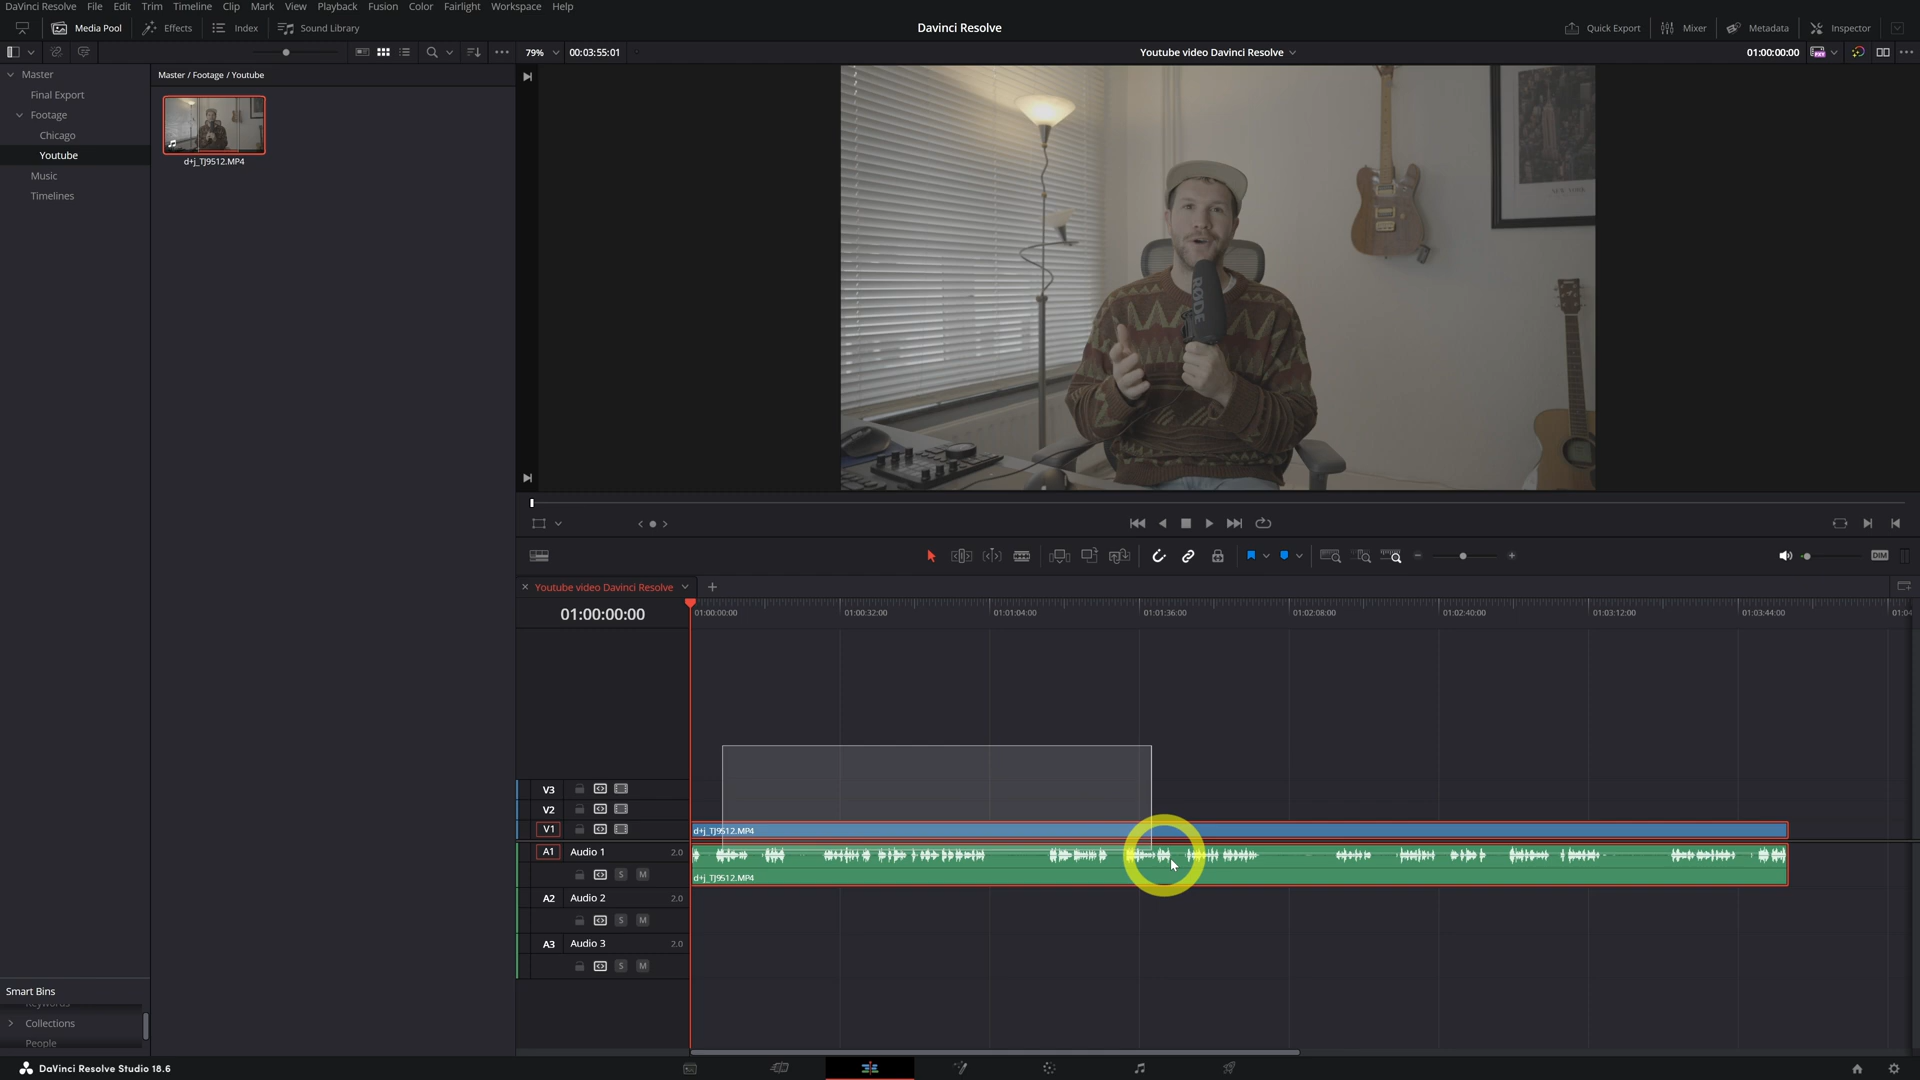 DaVinci Resolve File Edit Trim Timeline Clip Mark View Playback Fusion Color Fairlight Workspace Help
Media Pool Effects Index Sound Library Davinci Resolve Quick Export Mixer Metadata Inspector
79% 00:03:55:01 Youtube video Davinci Resolve 01:00:00:00
Master
Master / Footage / Youtube
Final Export
Footage
Chicago
Youtube
d+j_TJ9512.MP4
Music
Timelines
NEW YORK
RØDE
DIM
Youtube video Davinci Resolve
01:00:00:00
01:00:00:00 01:00:32:00 01:01:04:00 01:01:36:00 01:02:08:00 01:02:40:00 01:03:12:00 01:03:44:00
V3
V2
V1
d+j_TJ9512.MP4
A1 Audio 1 2.0
S M
d+j_TJ9512.MP4
A2 Audio 2
S M
A3 Audio 3 2.0
S M
Smart Bins
Keywords
Collections
People
DaVinci Resolve Studio 18.6